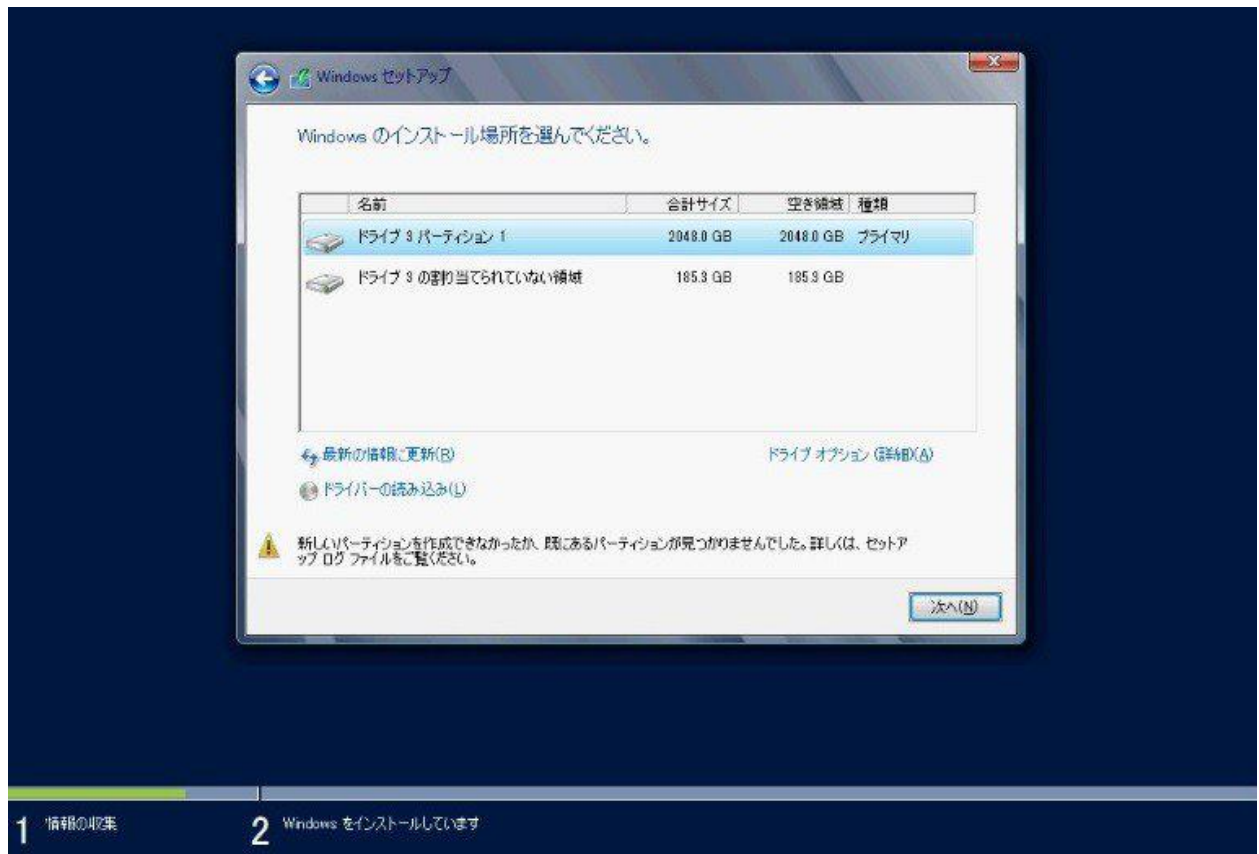 Windows セットアップ
Windows のインストール場所を選んでください。
名前 合計サイズ 空き領域 種類
ドライブ 3 パーティション 1 2048.0 GB 2048.0 GB プライマリ
ドライブ 3 の割り当てられていない領域 185.3 GB 185.3 GB
最新の情報に更新(R) ドライブ オプション (詳細)(A)
ドライバーの読み込み(L)
新しいパーティションを作成できなかったか、既にあるパーティションが見つかりませんでした。詳しくは、セットア
ップ ログ ファイルをご覧ください。
次へ(N)
1 情報の収集 2 Windows をインストールしています